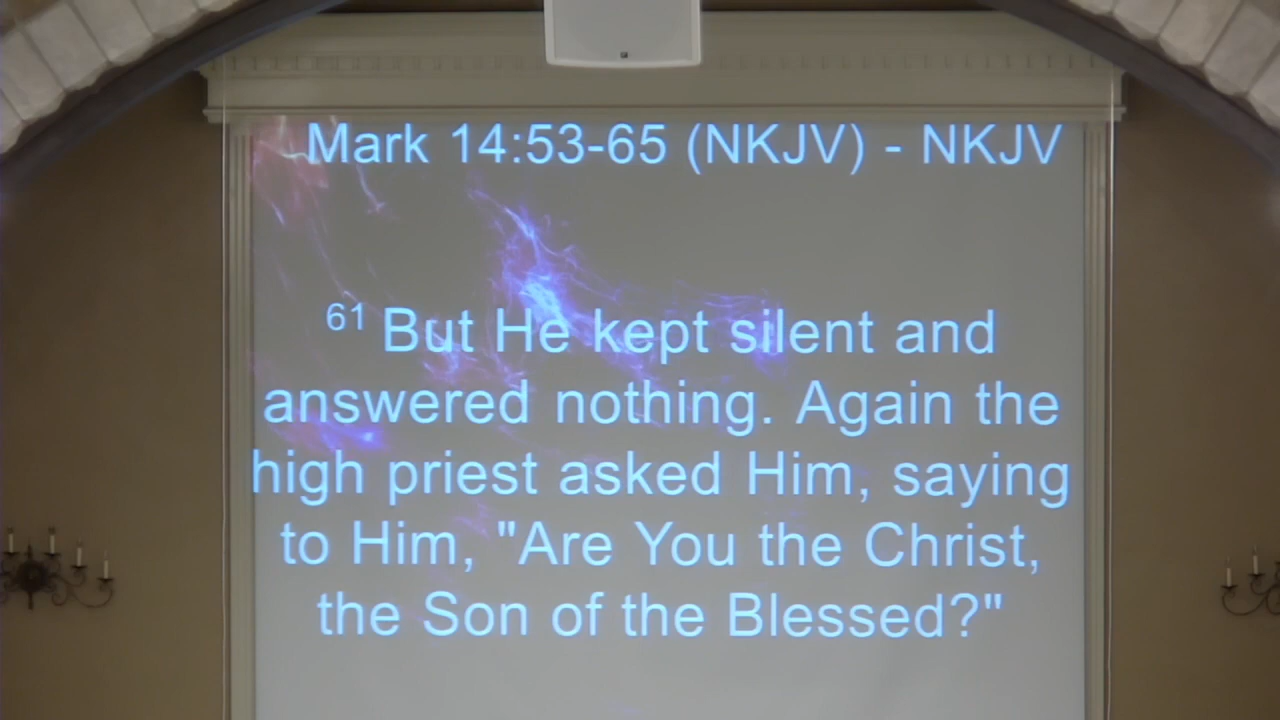 Mark 14:53-65 (NKJV) - NKJV
61 But He kept silent and
answered nothing. Again the
high priest asked Him, saying
to Him, "Are You the Christ,
the Son of the Blessed?"